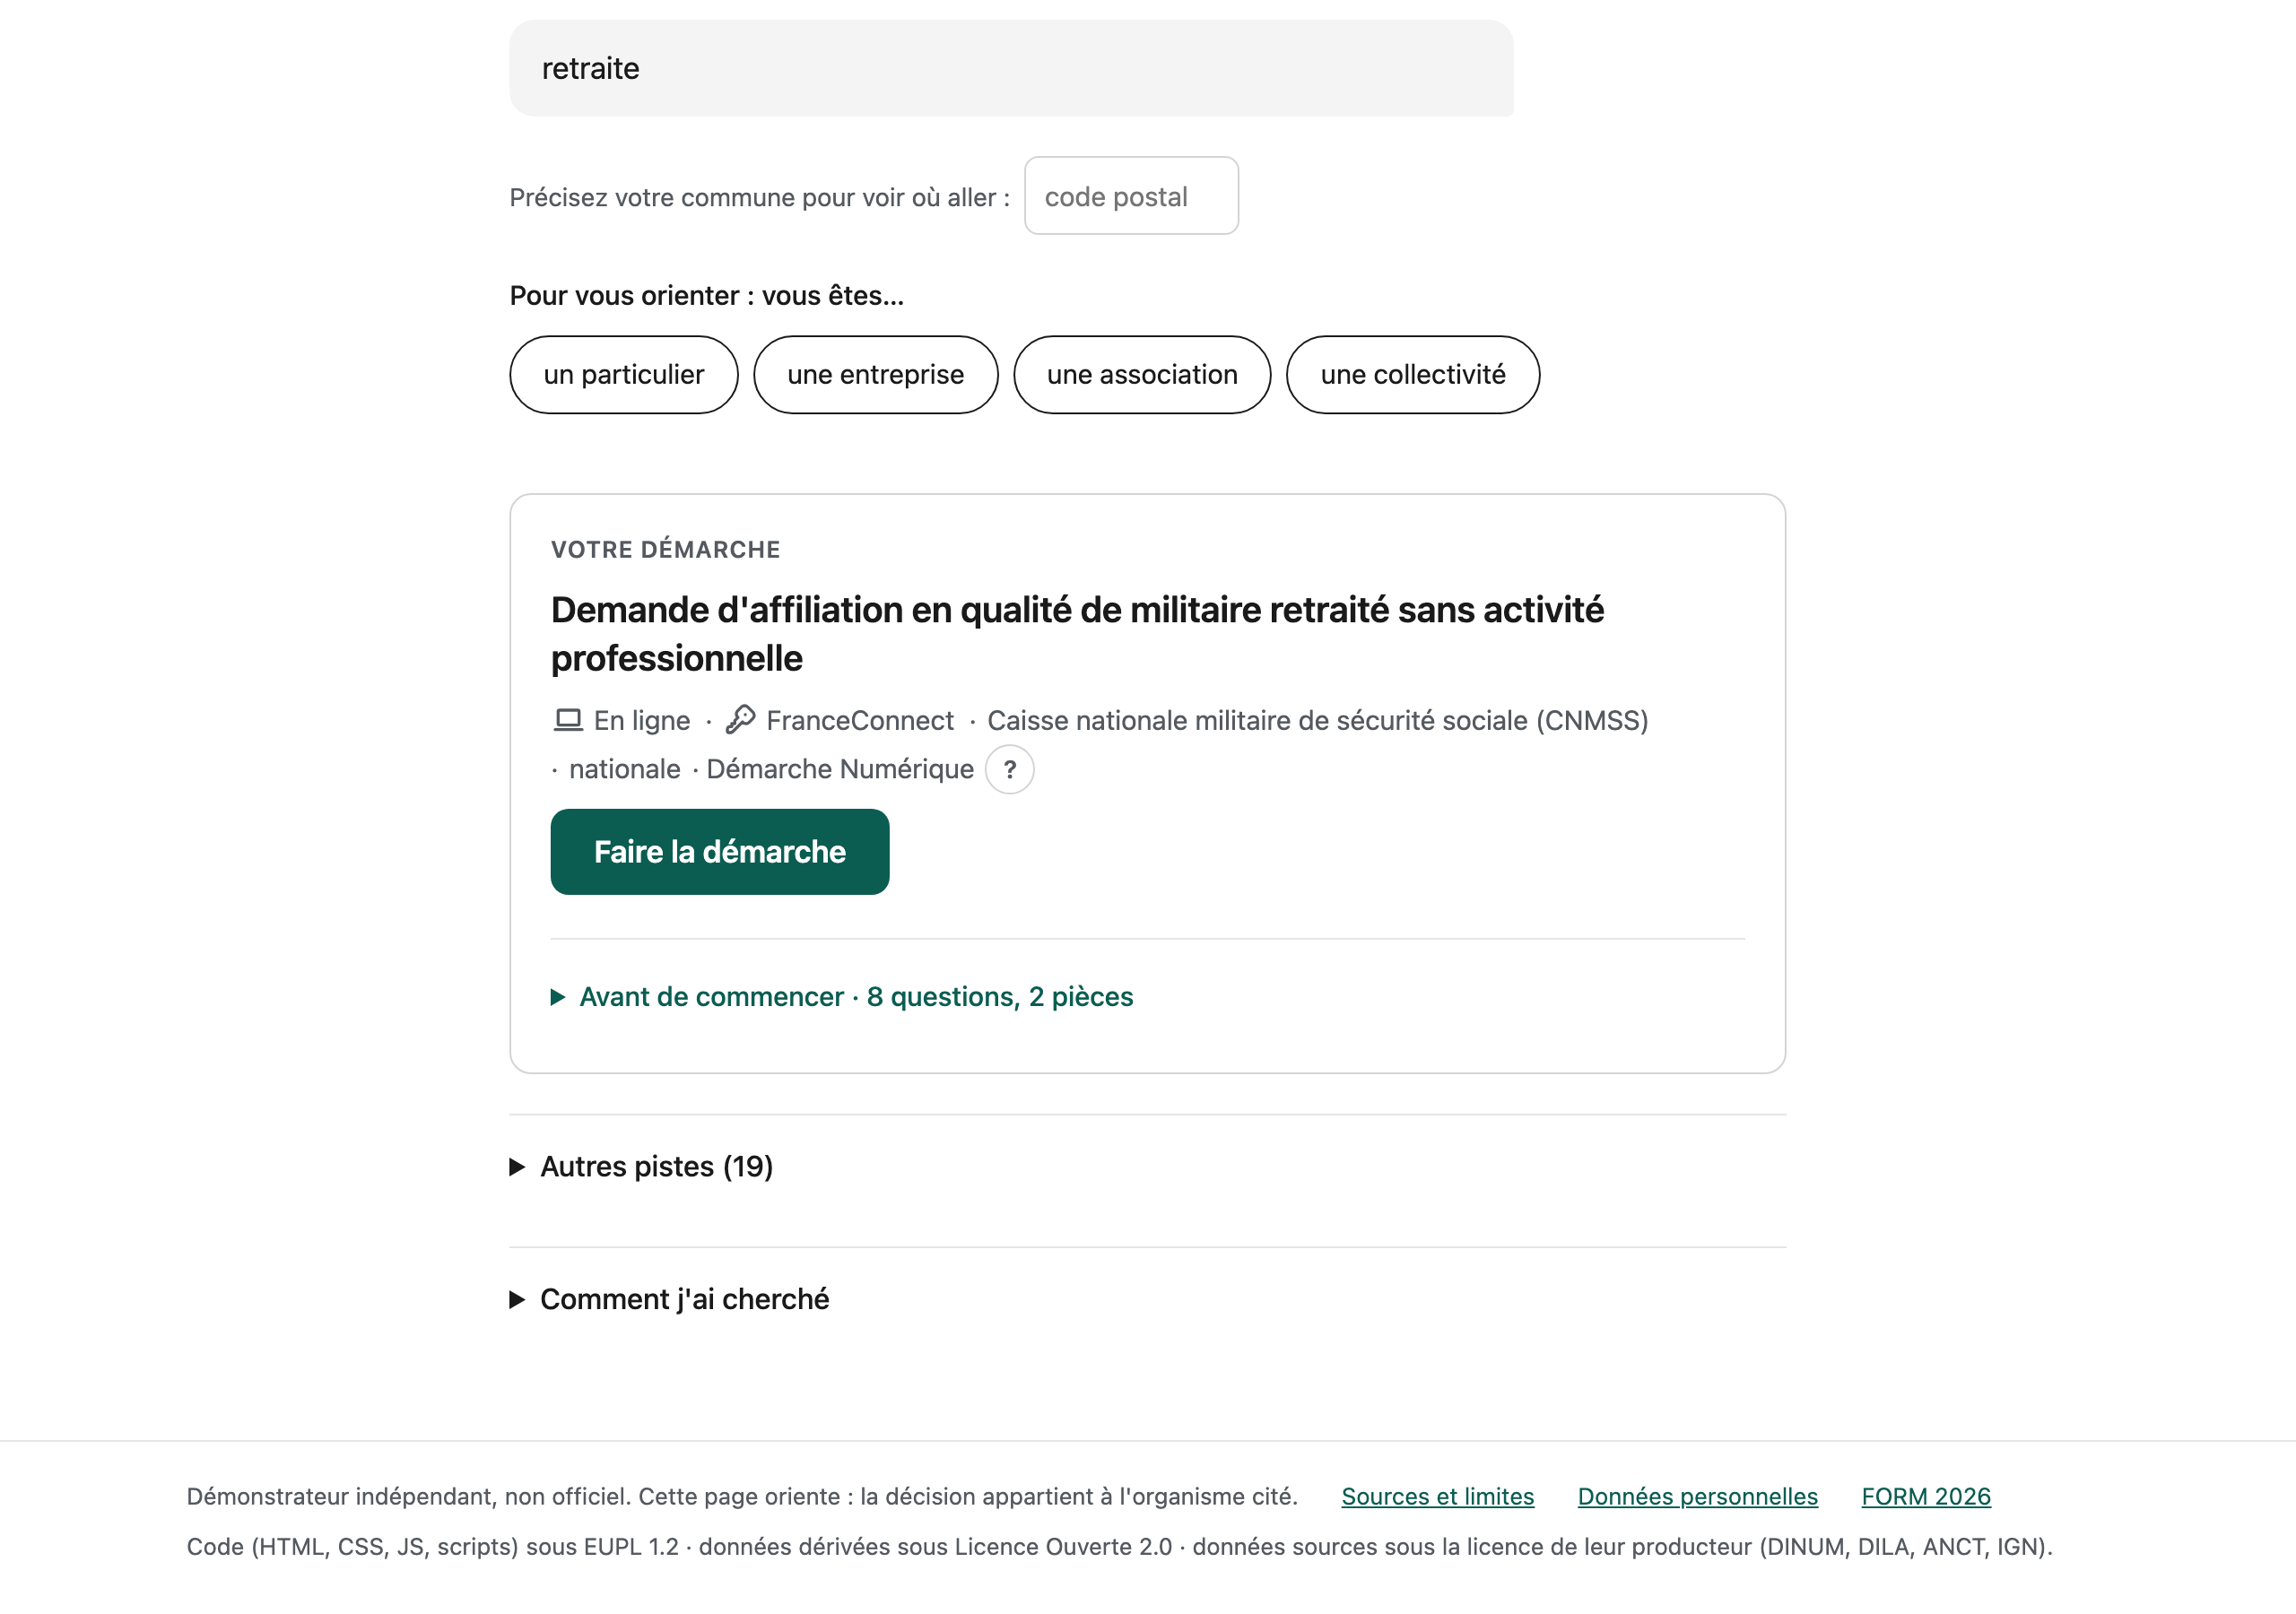 retraite
Précisez votre commune pour voir où aller : code postal
Pour vous orienter : vous êtes...
un particulier une entreprise une association une collectivité
VOTRE DÉMARCHE
Demande d'affiliation en qualité de militaire retraité sans activité
professionnelle
En ligne · FranceConnect · Caisse nationale militaire de sécurité sociale (CNMSS)
· nationale · Démarche Numérique ?
Faire la démarche
Avant de commencer · 8 questions, 2 pièces
Autres pistes (19)
Comment j'ai cherché
Démonstrateur indépendant, non officiel. Cette page oriente : la décision appartient à l'organisme cité. Sources et limites Données personnelles FORM 2026
Code (HTML, CSS, JS, scripts) sous EUPL 1.2 · données dérivées sous Licence Ouverte 2.0 · données sources sous la licence de leur producteur (DINUM, DILA, ANCT, IGN).